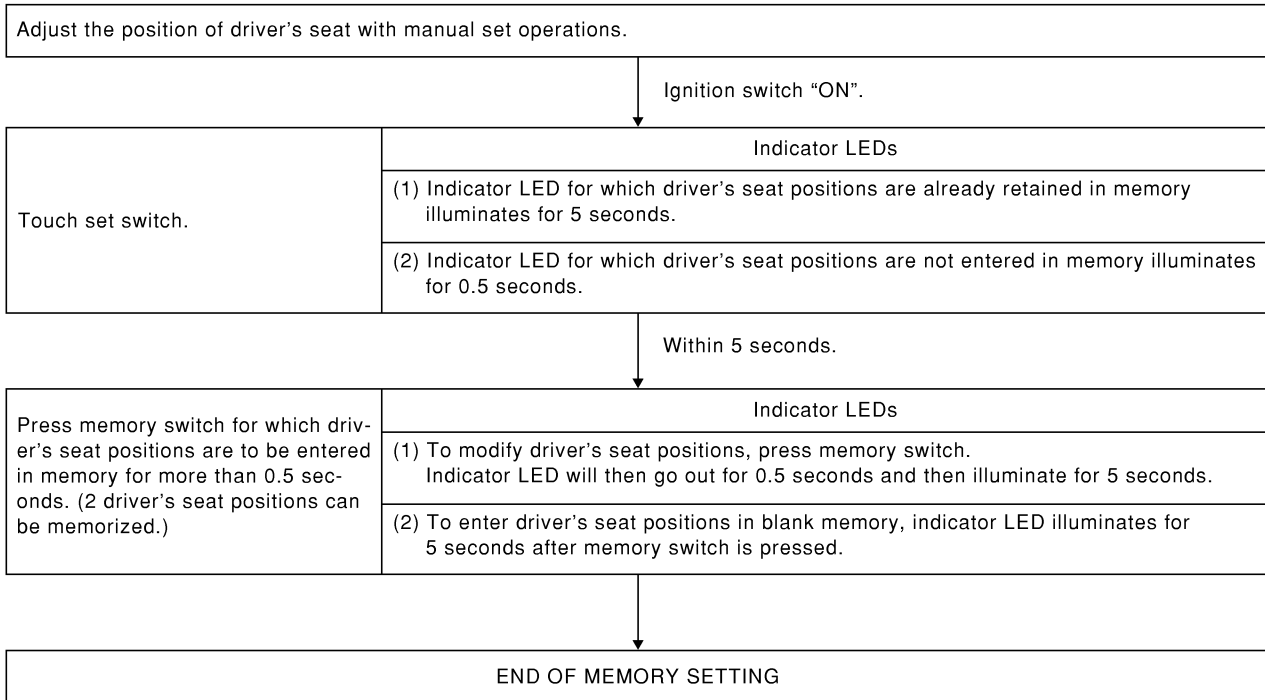 Adjust the position of driver's seat with manual set operations.
Ignition switch “ON”.
Touch set switch.
Indicator LEDs
(1) Indicator LED for which driver's seat positions are already retained in memory
illuminates for 5 seconds.
(2) Indicator LED for which driver's seat positions are not entered in memory illuminates
for 0.5 seconds.
Within 5 seconds.
Press memory switch for which driv-
er's seat positions are to be entered
in memory for more than 0.5 sec-
onds. (2 driver's seat positions can
be memorized.)
Indicator LEDs
(1) To modify driver's seat positions, press memory switch.
Indicator LED will then go out for 0.5 seconds and then illuminate for 5 seconds.
(2) To enter driver's seat positions in blank memory, indicator LED illuminates for
5 seconds after memory switch is pressed.
END OF MEMORY SETTING